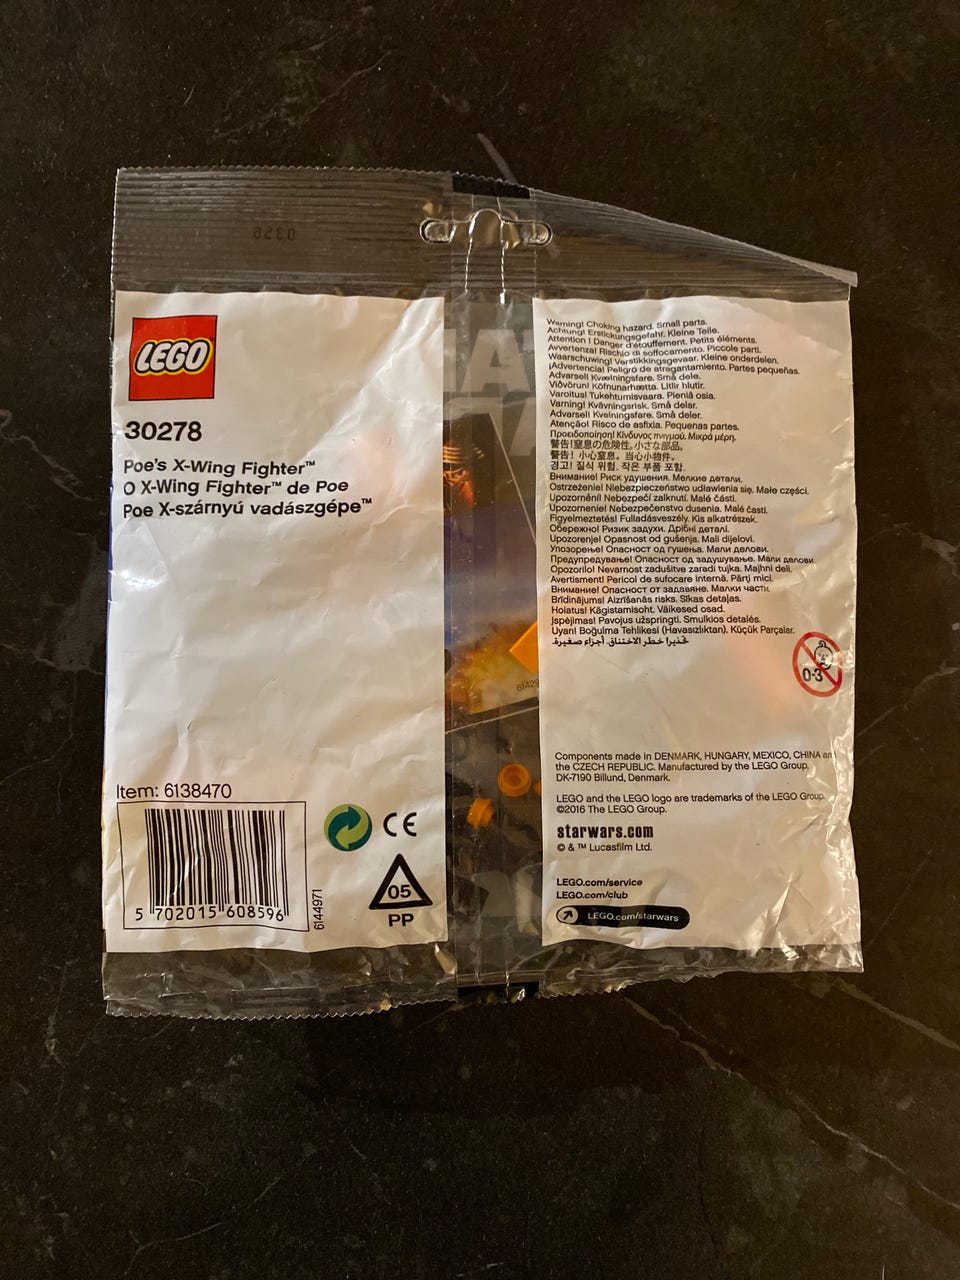 0328
LEGO
30278
Poe's X-Wing Fighter™
O X-Wing Fighter™ de Poe
Poe X-szárnyú vadászgépe™
Item: 6138470
5 702015 608596
6144971
CE
05
PP
Warning! Choking hazard. Small parts.
Achtung! Erstickungsgefahr. Kleine Teile.
Attention ! Danger d'étouffement. Petits éléments.
Avvertenza! Rischio di soffocamento. Piccole parti.
Waarschuwing! Verstikkingsgevaar. Kleine onderdelen.
¡Advertencia! Peligro de atragantamiento. Partes pequeñas.
Advarsel! Kvælningsfare. Små dele.
Viðvörun! Köfnunarhætta. Litlir hlutir.
Varoitus! Tukehtumisvaara. Pieniä osia.
Varning! Kvävningsrisk. Små delar.
Advarsel! Kvelningsfare. Små deler.
Atenção! Risco de asfixia. Pequenas partes.
Προειδοποίηση! Κίνδυνος πνιγμού. Μικρά μέρη.
警告！窒息の危険性。小さな部品。
警告！小心窒息。当心小物件。
경고! 질식 위험. 작은 부품 포함.
Внимание! Риск удушения. Мелкие детали.
Ostrzeżenie! Niebezpieczeństwo udławienia się. Małe części.
Upozornění! Nebezpečí zalknutí. Malé části.
Upozornenie! Nebezpečenstvo dusenia. Malé časti.
Figyelmeztetés! Fulladásveszély. Kis alkatrészek.
Обережно! Ризик задухи. Дрібні деталі.
Upozorenje! Opasnost od gušenja. Mali dijelovi.
Упозорење! Опасност од гушења. Мали делови.
Предупредување! Опасност од задушување. Мали делови.
Opozorilo! Nevarnost zadušitve zaradi tujka. Majhni deli.
Avertisment! Pericol de sufocare internă. Părţi mici.
Внимание! Опасност от задавяне. Малки части.
Brīdinājums! Aizrīšanās risks. Sīkas detaļas.
Hoiatus! Kägistamisoht. Väikesed osad.
Įspėjimas! Pavojus užspringti. Smulkios detalės.
Uyarı! Boğulma Tehlikesi (Havasızlıktan). Küçük Parçalar.
تحذير! خطر الاختناق. أجزاء صغيرة.
0-3
Components made in DENMARK, HUNGARY, MEXICO, CHINA an
the CZECH REPUBLIC. Manufactured by the LEGO Group,
DK-7190 Billund, Denmark.
LEGO and the LEGO logo are trademarks of the LEGO Group.
©2016 The LEGO Group.
starwars.com
© & ™ Lucasfilm Ltd.
LEGO.com/service
LEGO.com/club
LEGO.com/starwars